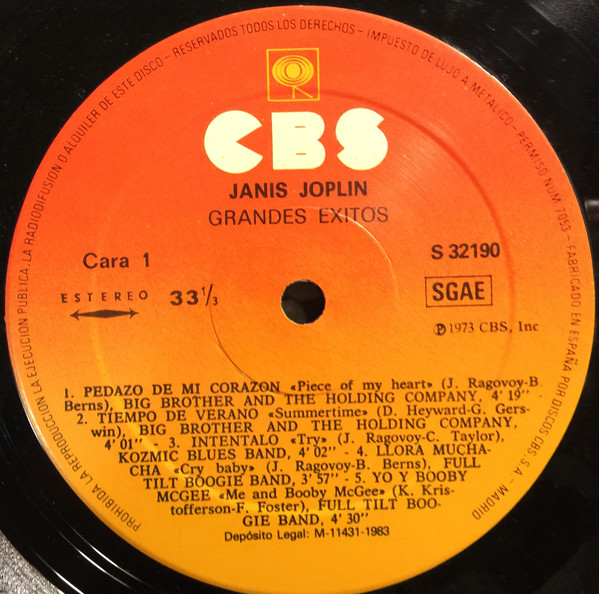 PROHIBIDA LA REPRODUCCION, LA EJECUCION PUBLICA, LA RADIODIFUSION O ALQUILER DE ESTE DISCO - RESERVADOS TODOS LOS DERECHOS - IMPUESTO DE LUJO A METALICO - PERMISO NUM. 7053 - FABRICADO EN ESPAÑA POR DISCOS CBS, S.A. - MADRID
CBS
JANIS JOPLIN
GRANDES EXITOS
Cara 1
S 32190
ESTEREO 33 1/3
SGAE
Ⓟ 1973 CBS, Inc
1. PEDAZO DE MI CORAZON «Piece of my heart» (J. Ragovoy-B.
Berns), BIG BROTHER AND THE HOLDING COMPANY, 4' 19''
2. TIEMPO DE VERANO «Summertime» (D. Heyward-G. Gers-
win), BIG BROTHER AND THE HOLDING COMPANY,
4' 01'' - 3. INTENTALO «Try» (J. Ragovoy-C. Taylor),
KOZMIC BLUES BAND, 4' 02'' - 4. LLORA MUCHA-
CHA «Cry baby» (J. Ragovoy-B. Berns), FULL
TILT BOOGIE BAND, 3' 57'' - 5. YO Y BOOBY
MCGEE «Me and Booby McGee» (K. Kris-
tofferson-F. Foster), FULL TILT BOO-
GIE BAND, 4' 30''
Depósito Legal: M-11431-1983